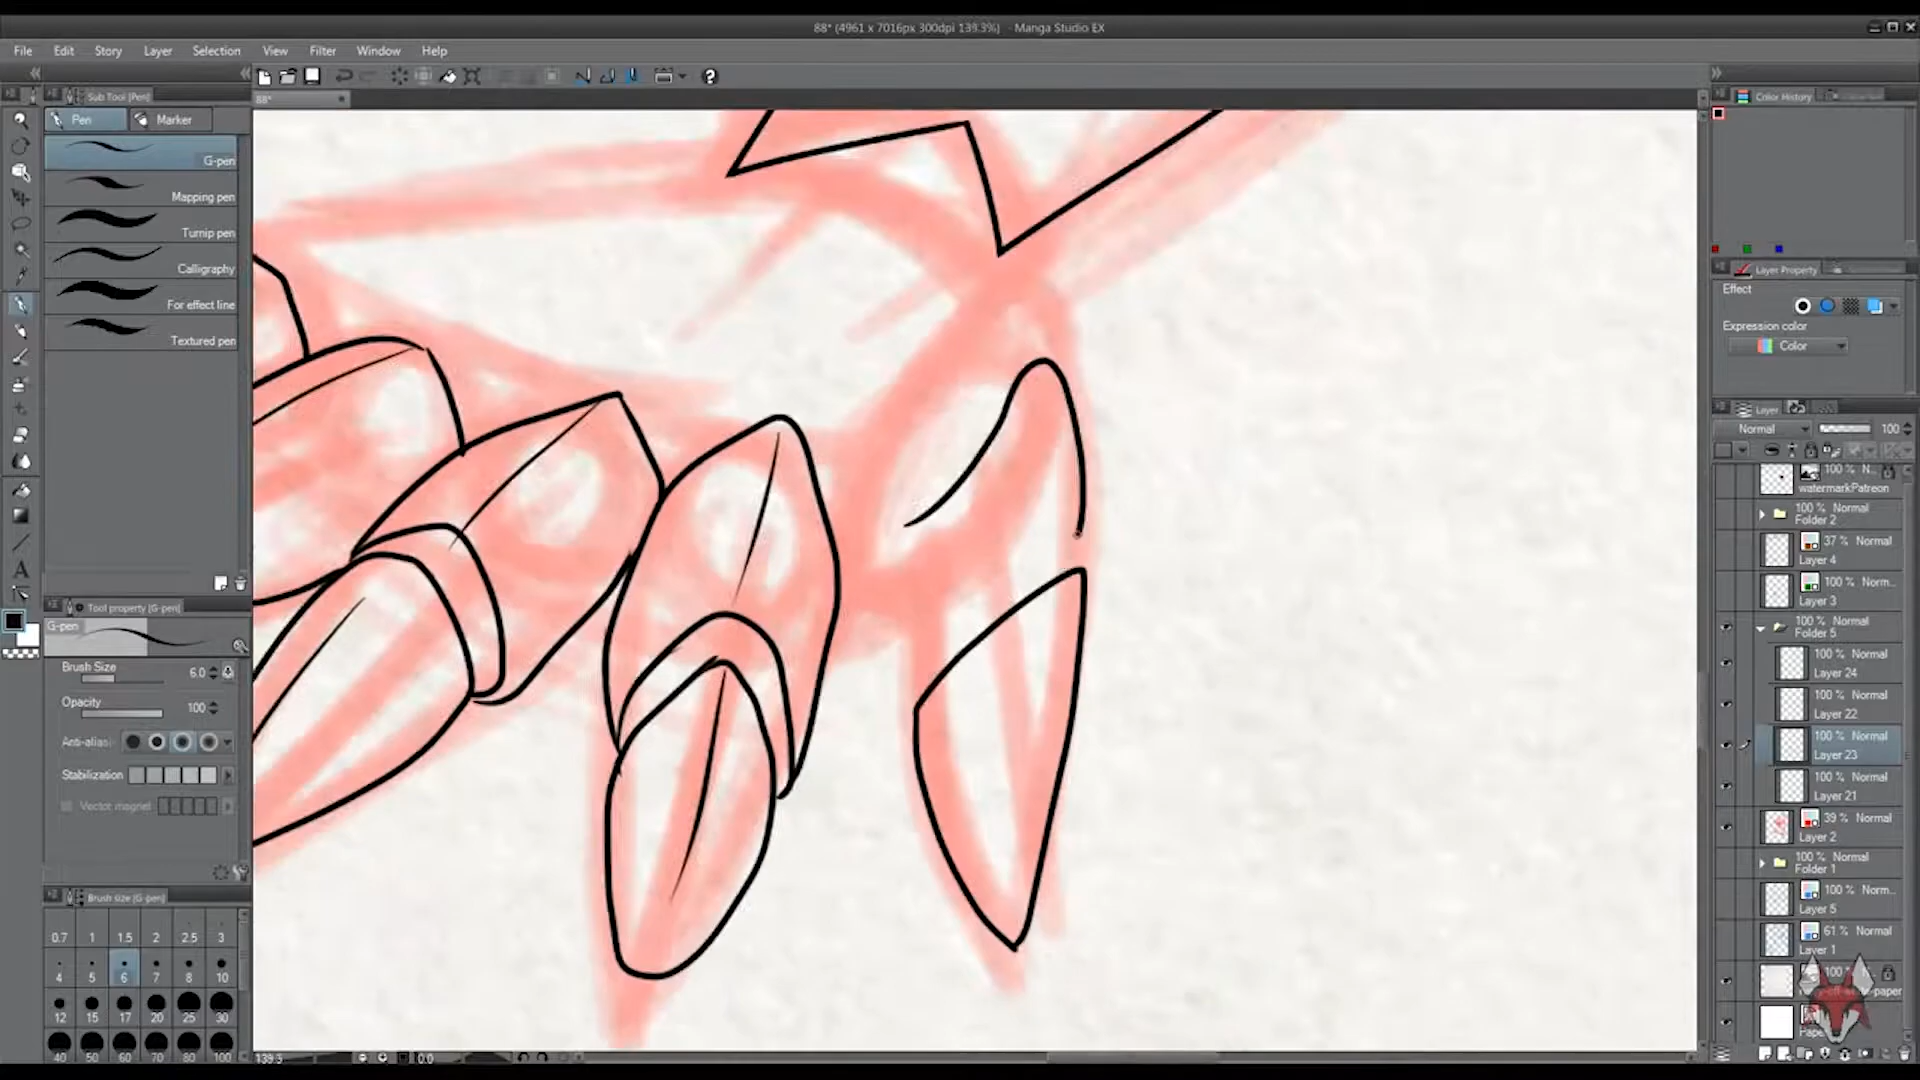 88* (4961 x 7016px 300dpi 139.3%) - Manga Studio EX
File Edit Story Layer Selection View Filter Window Help
Sub Tool [Pen]
Pen Marker
G-pen
Mapping pen
Turnip pen
Calligraphy
For effect line
Textured pen
Tool property [G-pen]
G-pen
Brush Size 6.0
Opacity 100
Stabilization
Vector magnet
Brush size [G-pen]
0.7 1 1.5 2 2.5 3
4 5 6 7 8 10
12 15 17 20 25 30
40 50 60 70 80 100
88*
139.3 0.0
Color History
Layer Property
Effect
Expression color
Color
Layer
Normal 100
watermarkPatreon
100 % Normal
Folder 2
37 % Normal
Layer 4
100 % Norm...
Layer 3
100 % Normal
Folder 5
100 % Normal
Layer 24
100 % Normal
Layer 22
100 % Normal
Layer 23
100 % Normal
Layer 21
39 % Normal
Layer 2
100 % Normal
Folder 1
100 % Norm...
Layer 5
61 % Normal
Layer 1